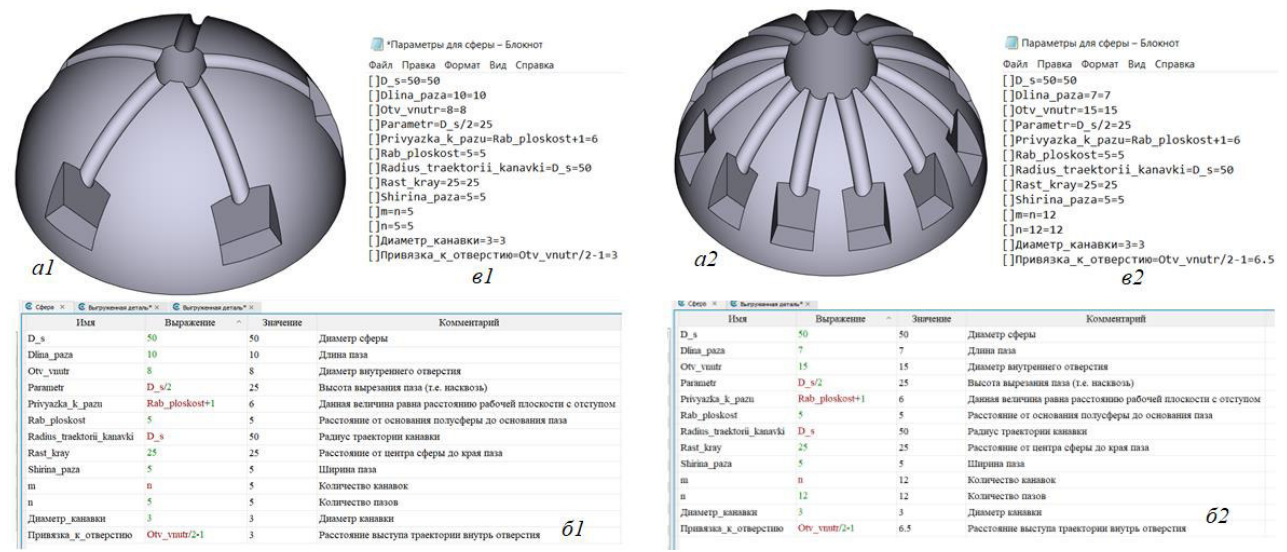 *Параметры для сферы – Блокнот
Файл Правка Формат Вид Справка
[]D_s=50=50
[]Dlina_paza=10=10
[]Otv_vnutr=8=8
[]Parametr=D_s/2=25
[]Privyazka_k_pazu=Rab_ploskost+1=6
[]Rab_ploskost=5=5
[]Radius_traektorii_kanavki=D_s=50
[]Rast_kray=25=25
[]Shirina_paza=5=5
[]m=n=5
[]n=5=5
[]Диаметр_канавки=3=3
[]Привязка_к_отверстию=Otv_vnutr/2-1=3
а1
в1
Параметры для сферы – Блокнот
Файл Правка Формат Вид Справка
[]D_s=50=50
[]Dlina_paza=7=7
[]Otv_vnutr=15=15
[]Parametr=D_s/2=25
[]Privyazka_k_pazu=Rab_ploskost+1=6
[]Rab_ploskost=5=5
[]Radius_traektorii_kanavki=D_s=50
[]Rast_kray=25=25
[]Shirina_paza=5=5
[]m=n=12
[]n=12=12
[]Диаметр_канавки=3=3
[]Привязка_к_отверстию=Otv_vnutr/2-1=6.5
а2
в2
Сфера × Выгруженная деталь* × Выгруженная деталь* ×
Имя Выражение Значение Комментарий
D_s 50 50 Диаметр сферы
Dlina_paza 10 10 Длина паза
Otv_vnutr 8 8 Диаметр внутреннего отверстия
Parametr D_s/2 25 Высота вырезания паза (т.е. насквозь)
Privyazka_k_pazu Rab_ploskost+1 6 Данная величина равна расстоянию рабочей плоскости с отступом
Rab_ploskost 5 5 Расстояние от основания полусферы до основания паза
Radius_traektorii_kanavki D_s 50 Радиус траектории канавки
Rast_kray 25 25 Расстояние от центра сферы до края паза
Shirina_paza 5 5 Ширина паза
m n 5 Количество канавок
n 5 5 Количество пазов
Диаметр_канавки 3 3 Диаметр канавки
Привязка_к_отверстию Otv_vnutr/2-1 3 Расстояние выступа траектории внутрь отверстия
б1
Сфера × Выгруженная деталь* ×
Имя Выражение Значение Комментарий
D_s 50 50 Диаметр сферы
Dlina_paza 7 7 Длина паза
Otv_vnutr 15 15 Диаметр внутреннего отверстия
Parametr D_s/2 25 Высота вырезания паза (т.е. насквозь)
Privyazka_k_pazu Rab_ploskost+1 6 Данная величина равна расстоянию рабочей плоскости с отступом
Rab_ploskost 5 5 Расстояние от основания полусферы до основания паза
Radius_traektorii_kanavki D_s 50 Радиус траектории канавки
Rast_kray 25 25 Расстояние от центра сферы до края паза
Shirina_paza 5 5 Ширина паза
m n 12 Количество канавок
n 12 12 Количество пазов
Диаметр_канавки 3 3 Диаметр канавки
Привязка_к_отверстию Otv_vnutr/2-1 6.5 Расстояние выступа траектории внутрь отверстия
б2